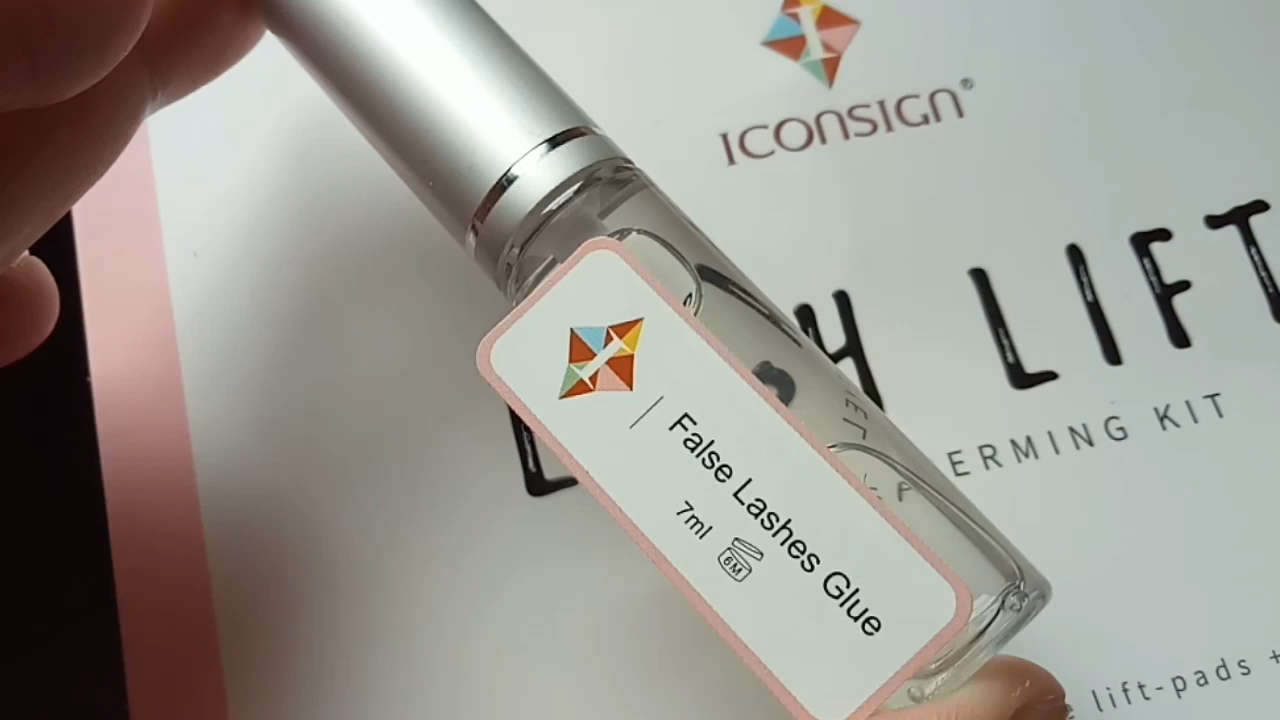 ICONSIGN®
LIFT
ERMING KIT
False Lashes Glue
7ml
6M
lift-pads +